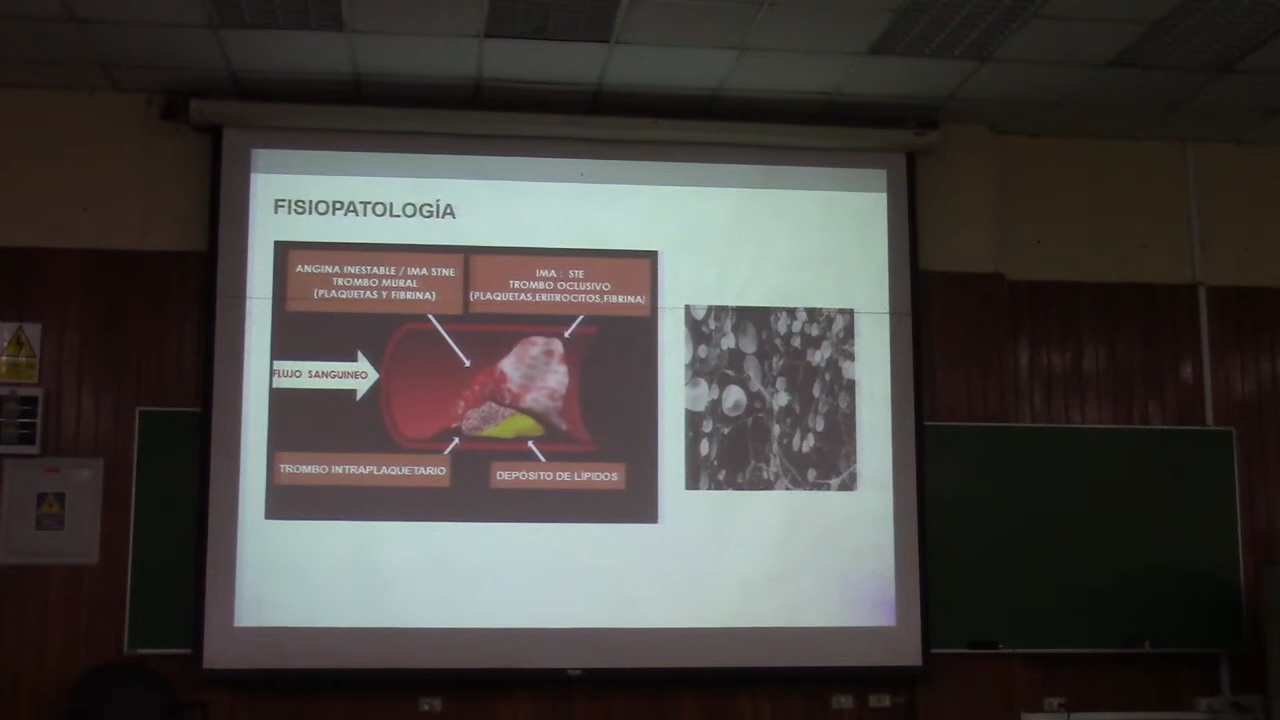 FISIOPATOLOGÍA
ANGINA INESTABLE / IMA STNE
TROMBO MURAL
(PLAQUETAS Y FIBRINA)
IMA : STE
TROMBO OCLUSIVO
(PLAQUETAS,ERITROCITOS,FIBRINA)
FLUJO SANGUINEO
TROMBO INTRAPLAQUETARIO
DEPÓSITO DE LÍPIDOS